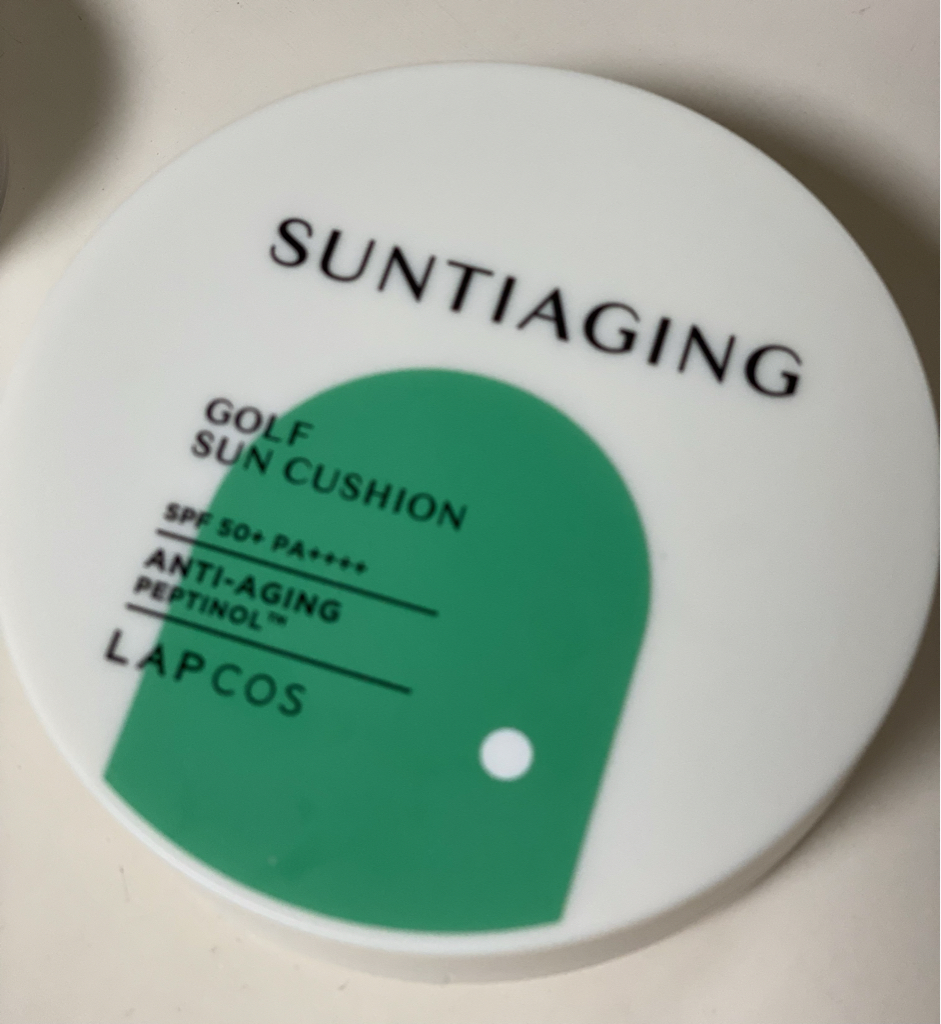 SUNTIAGING
GOLF
SUN CUSHION
SPF 50+ PA++++
ANTI-AGING
PEPTINOL™
LAPCOS